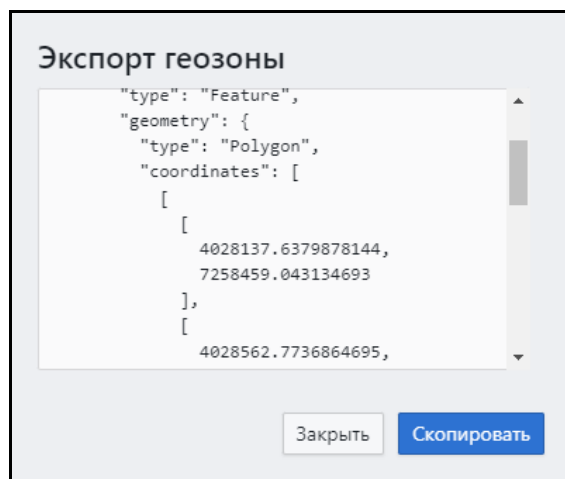 Экспорт геозоны
"type": "Feature",
"geometry": {
"type": "Polygon",
"coordinates": [
[
[
4028137.6379878144,
7258459.043134693
],
[
4028562.7736864695,
Закрыть
Скопировать